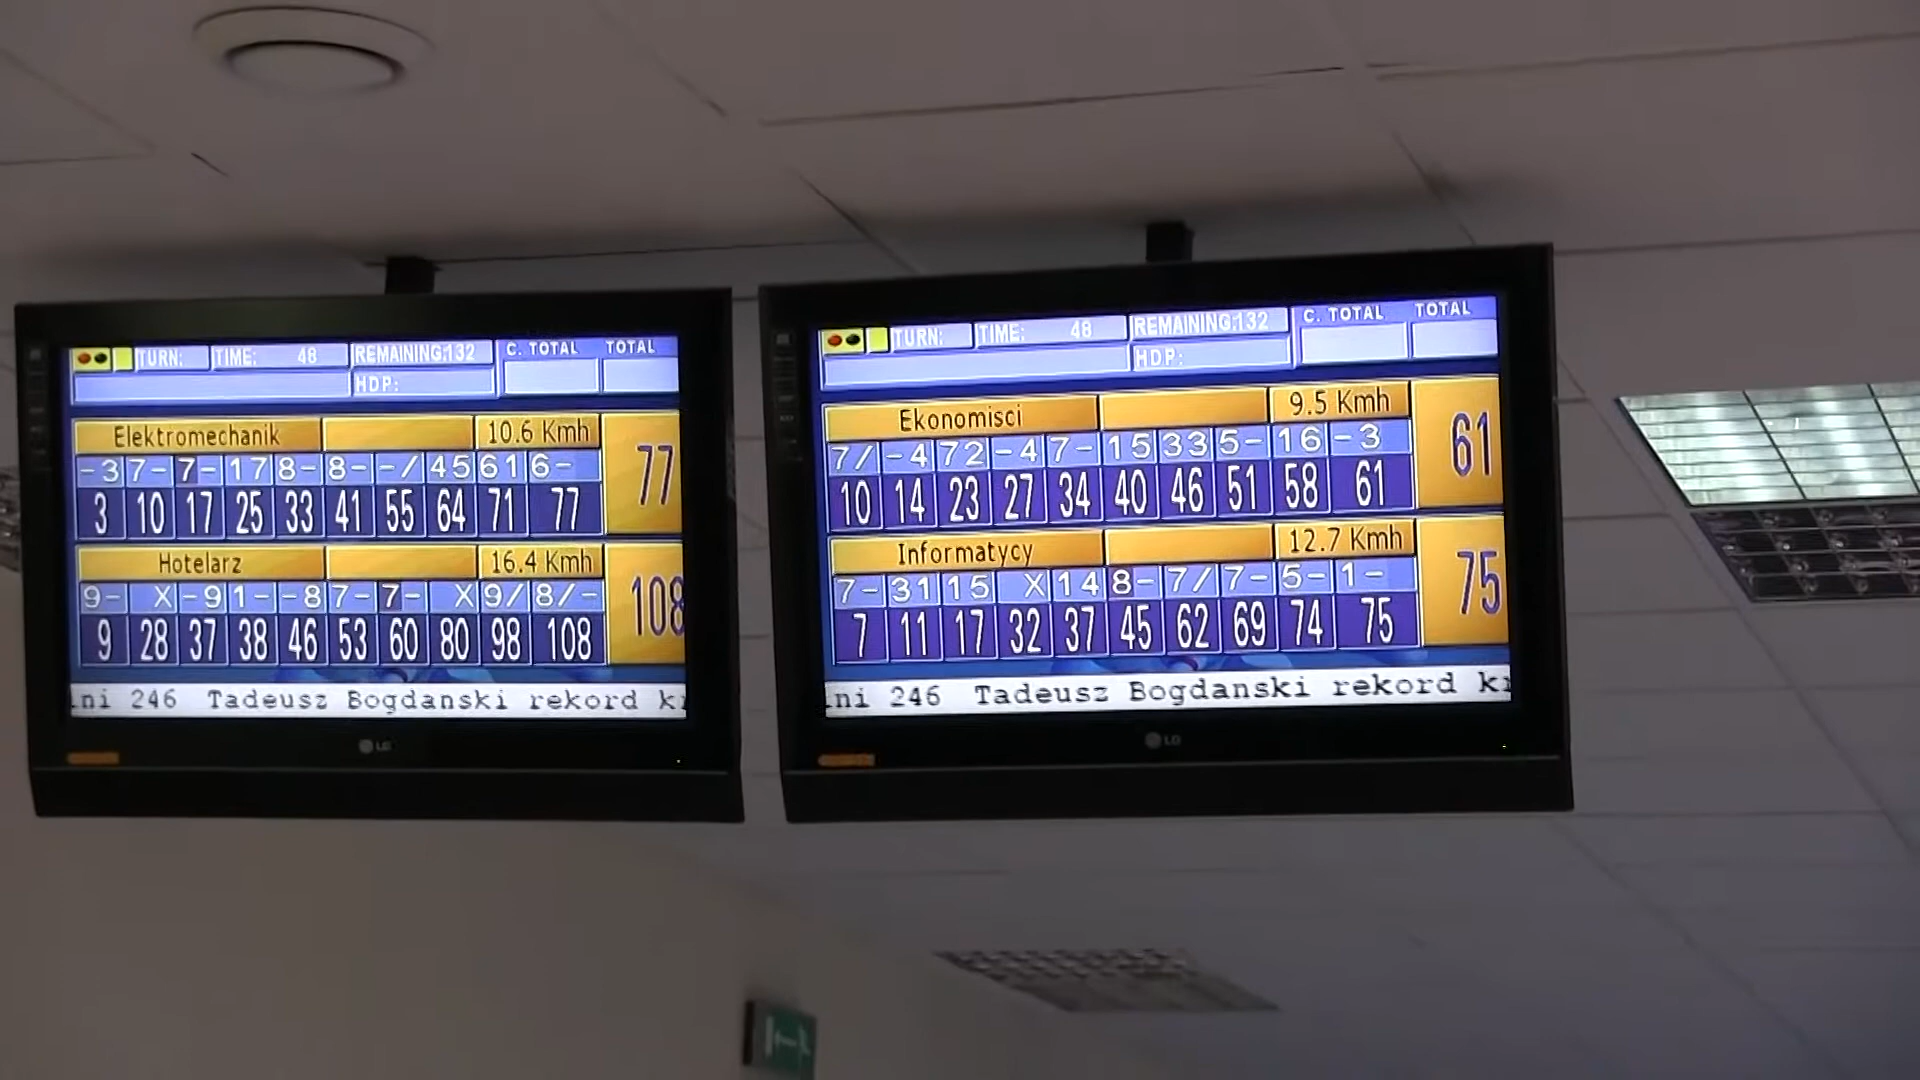 TURN: TIME: 48 REMAINING:132 C. TOTAL TOTAL
HDP:
Elektromechanik 10.6 Kmh 77
-3 7- 7- 17 8- 8- -/ 45 61 6-
3 10 17 25 33 41 55 64 71 77
Hotelarz 16.4 Kmh 108
9- X -9 1- -8 7- 7- X 9/ 8/-
9 28 37 38 46 53 60 80 98 108
ni 246 Tadeusz Bogdanski rekord
LG
TURN: TIME: 48 REMAINING:132 C. TOTAL TOTAL
HDP:
Ekonomisci 9.5 Kmh 61
7/ -4 72 -4 7- 15 33 5- 16 -3
10 14 23 27 34 40 46 51 58 61
Informatycy 12.7 Kmh 75
7- 31 15 X 14 8- 7/ 7- 5- 1-
7 11 17 32 37 45 62 69 74 75
ni 246 Tadeusz Bogdanski rekord
LG